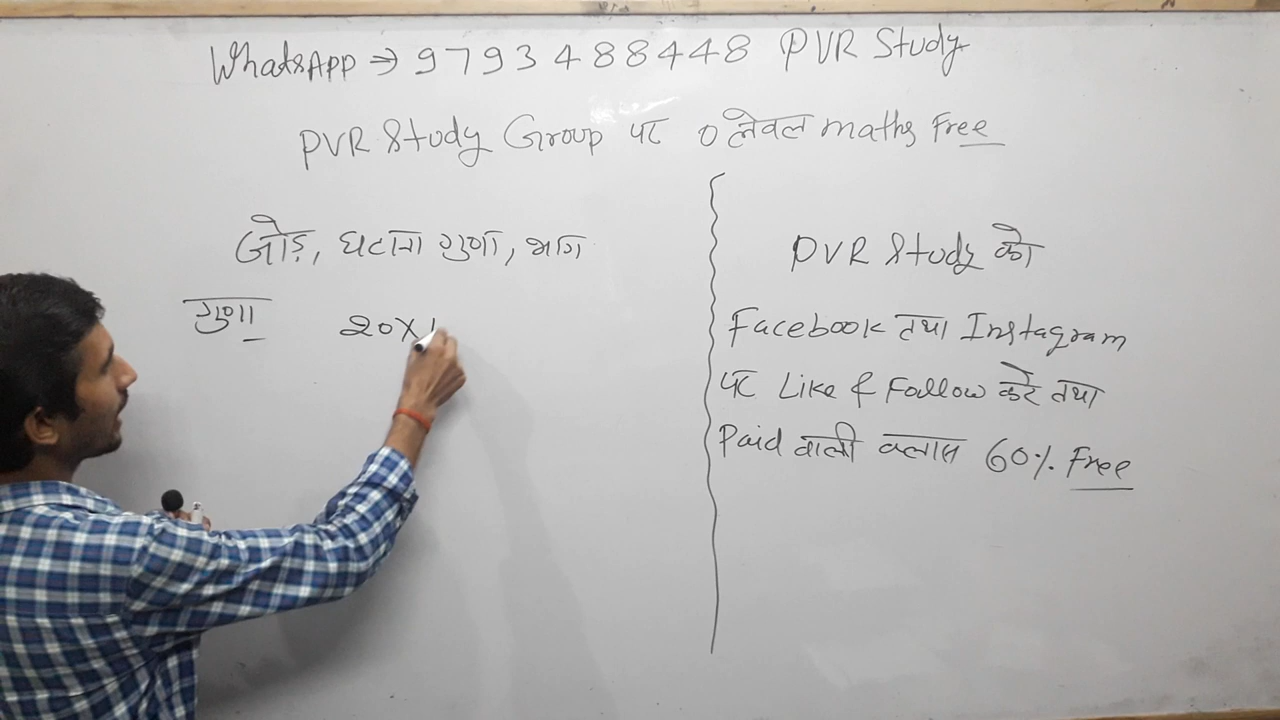 WhatsAPP ⇒ 9793488448 PVR Study
PVR Study Group पर 0 लेवल maths Free
जोड़, घटाना गुणा, भाग
गुणा 20X
PVR Study को
Facebook तथा Instagram
पर Like & Follow करे तथा
Paid वाली क्लास 60% Free